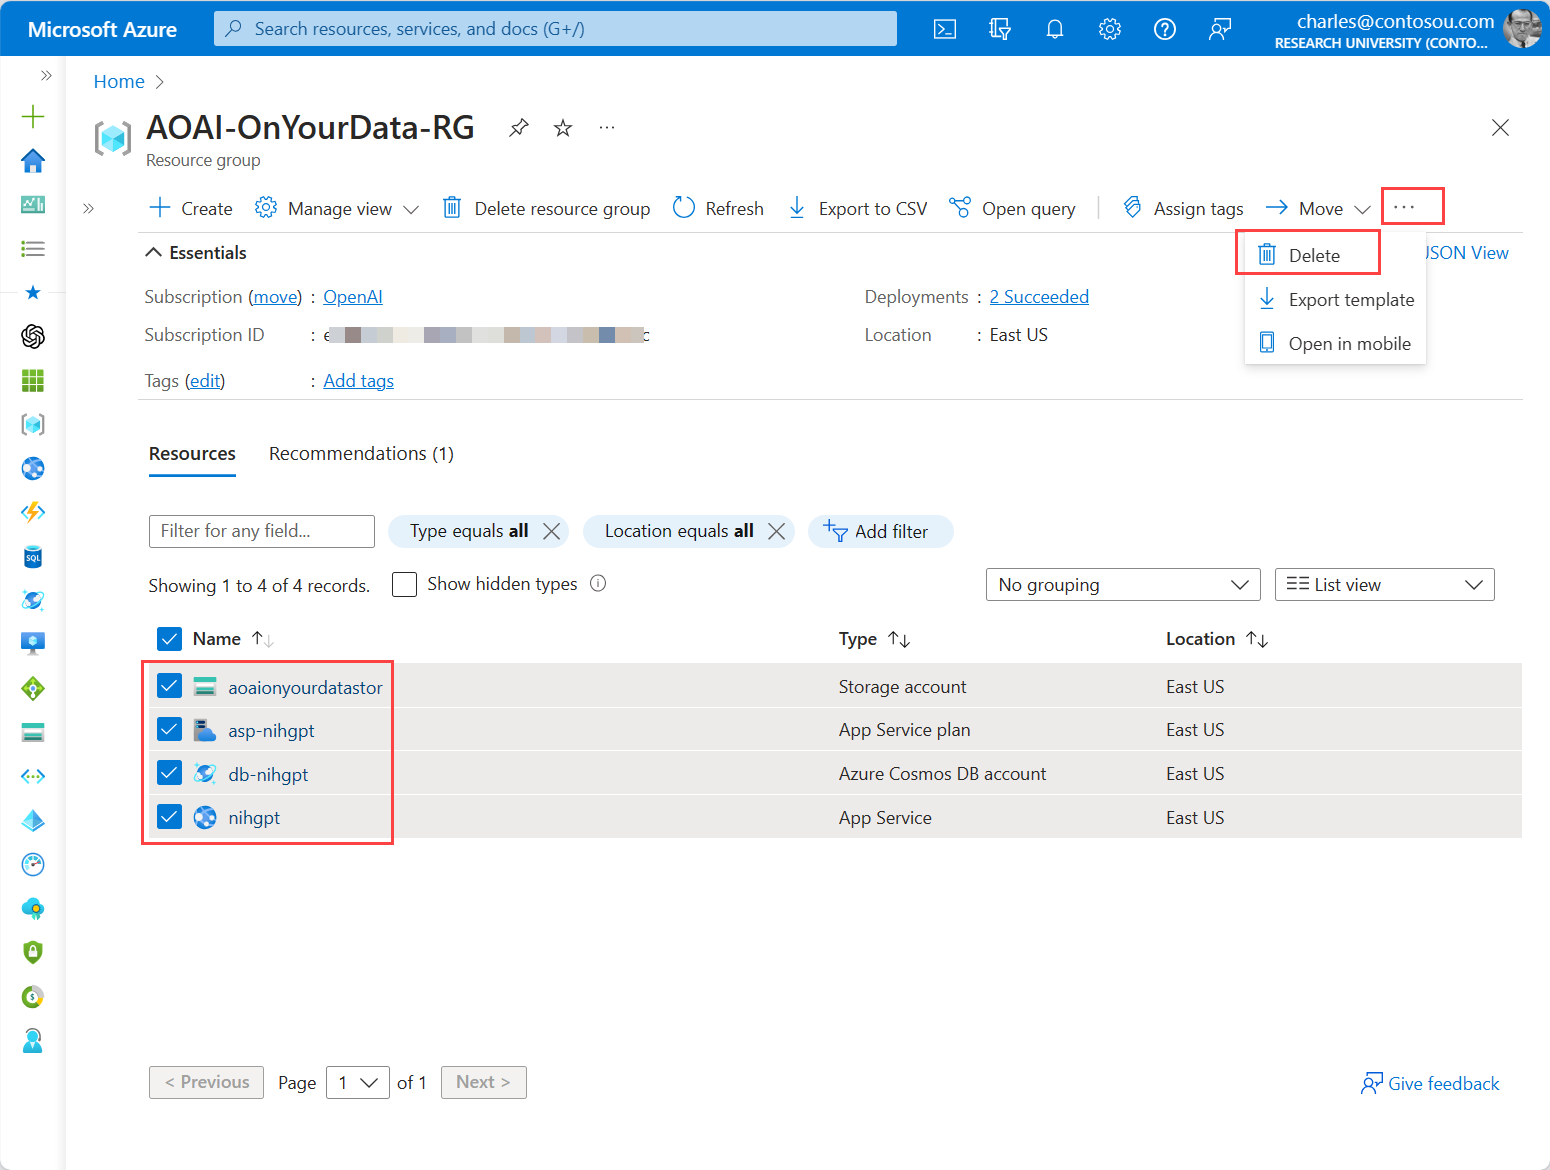 Microsoft Azure
Search resources, services, and docs (G+/)
charles@contosou.com
RESEARCH UNIVERSITY (CONTO...
Home >
AOAI-OnYourData-RG ...
Resource group
Create Manage view Delete resource group Refresh Export to CSV Open query Assign tags Move ...
Essentials
Delete
JSON View
Export template
Open in mobile
Subscription (move) : OpenAI
Deployments : 2 Succeeded
Subscription ID :
Location : East US
Tags (edit) : Add tags
Resources Recommendations (1)
Filter for any field... Type equals all Location equals all Add filter
Showing 1 to 4 of 4 records. Show hidden types
No grouping List view
Name Type Location
aoaionyourdatastor Storage account East US
asp-nihgpt App Service plan East US
db-nihgpt Azure Cosmos DB account East US
nihgpt App Service East US
< Previous Page 1 of 1 Next >
Give feedback
SQL